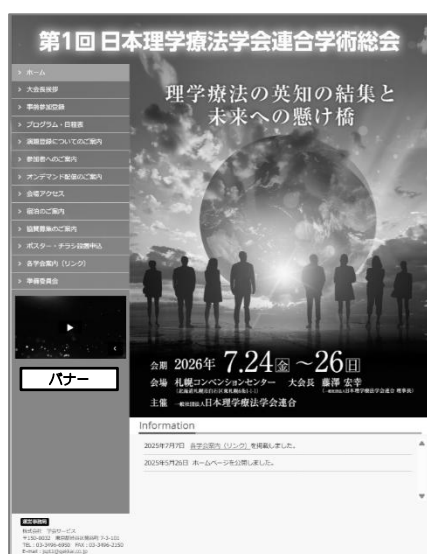 第1回 日本理学療法学会連合学術総会
> ホーム
> 大会長挨拶
> 事前参加登録
> プログラム・日程表
> 演題登録についてのご案内
> 参加者へのご案内
> オンデマンド配信のご案内
> 会場アクセス
> 宿泊のご案内
> 協賛募集のご案内
> ポスター・チラシ設置申込
> 各学会案内（リンク）
> 準備委員会
理学療法の英知の結集と
未来への懸け橋
会期 2026年 7.24金 ～26日
会場 札幌コンベンションセンター 大会長 藤澤 宏幸
主催 一般社団法人日本理学療法学会連合
バナー
Information
2025年7月7日 各学会案内（リンク）を掲載しました。
2025年5月26日 ホームページを公開しました。
運営事務局
株式会社 学会サービス